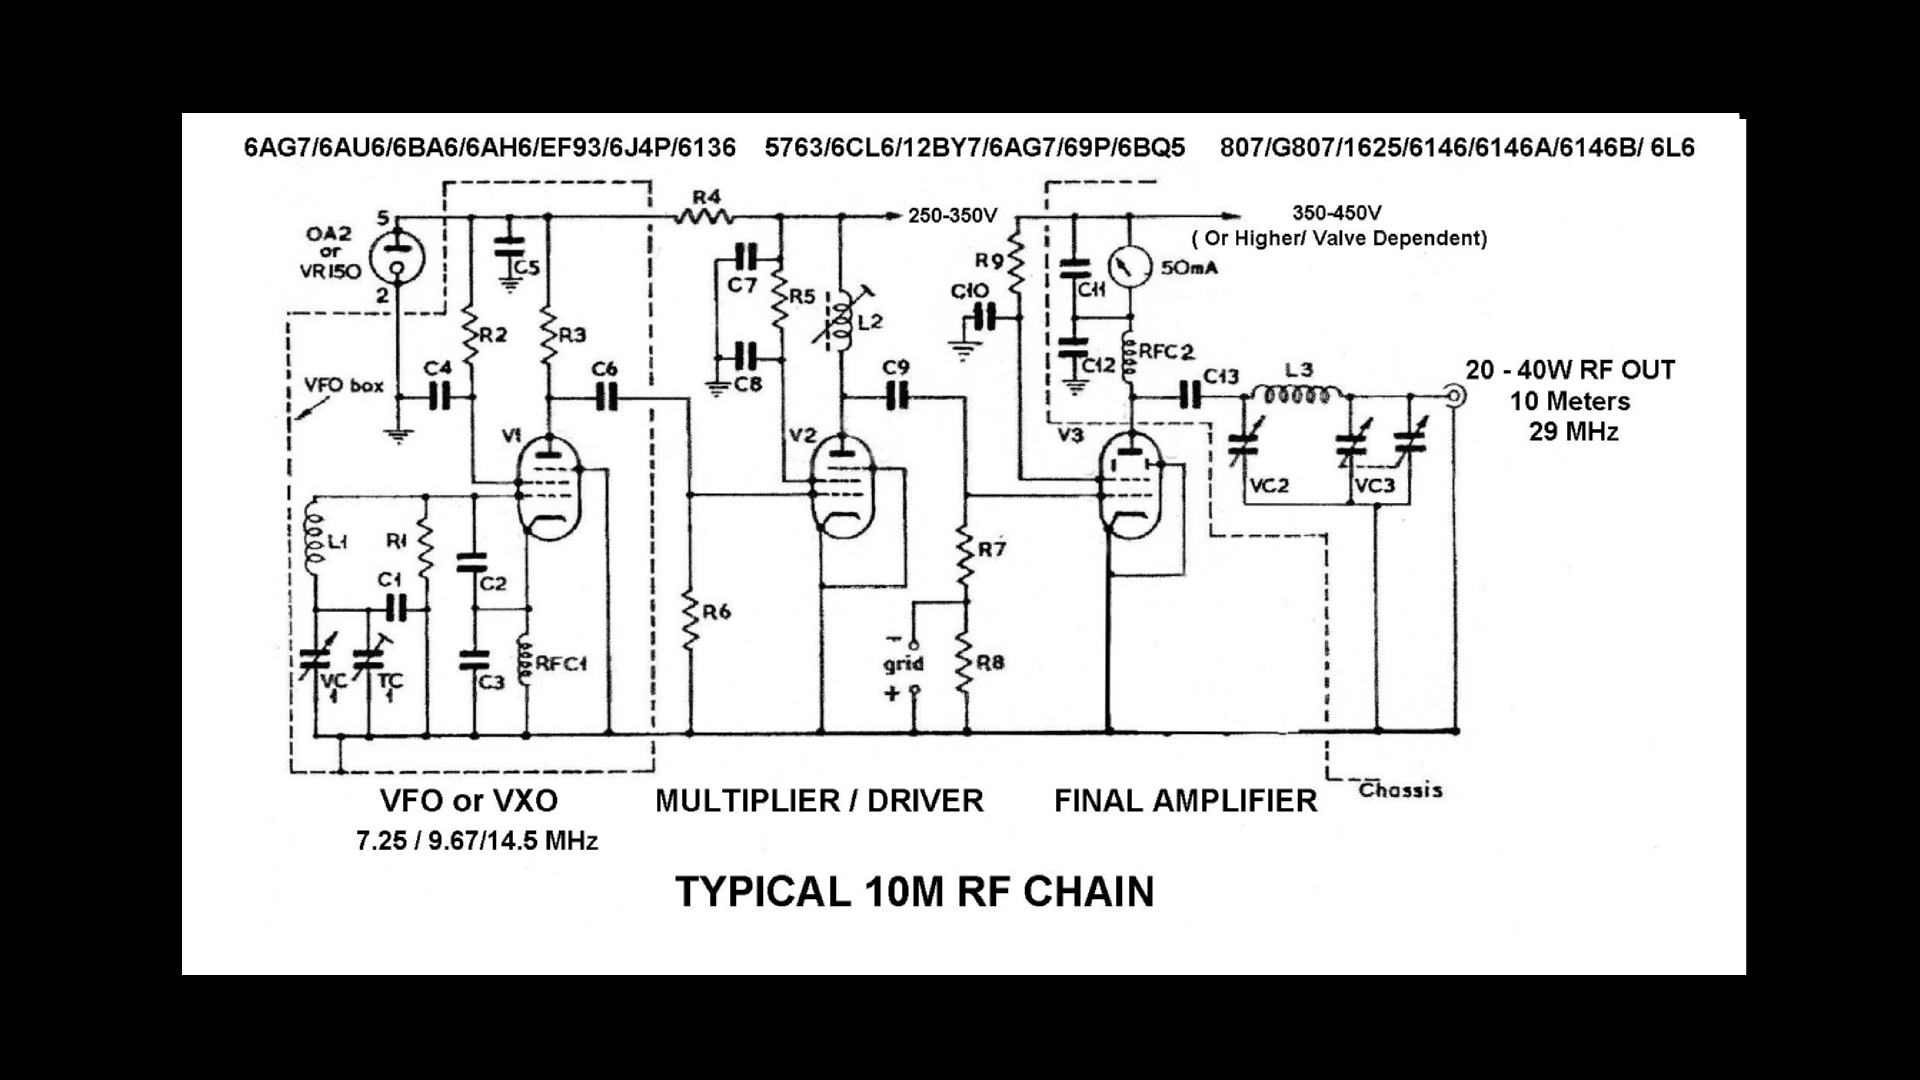 6AG7/6AU6/6BA6/6AH6/EF93/6J4P/6136 5763/6CL6/12BY7/6AG7/69P/6BQ5 807/G807/1625/6146/6146A/6146B/ 6L6
R4
5
250-350V
350-450V
( Or Higher/ Valve Dependent)
OA2
or
VR150
2
C5
C7
R5
R9
50mA
C10
C11
L2
R2
R3
C12
RFC2
C4
C6
C8
C9
C13
L3
20 - 40W RF OUT
10 Meters
29 MHz
VFO box
V1
V2
V3
VC2
VC3
L1
R1
C1
C2
R7
R6
VC
1
TC
1
C3
RFC1
-
grid
+
R8
Chassis
VFO or VXO
MULTIPLIER / DRIVER
FINAL AMPLIFIER
7.25 / 9.67/14.5 MHz
TYPICAL 10M RF CHAIN